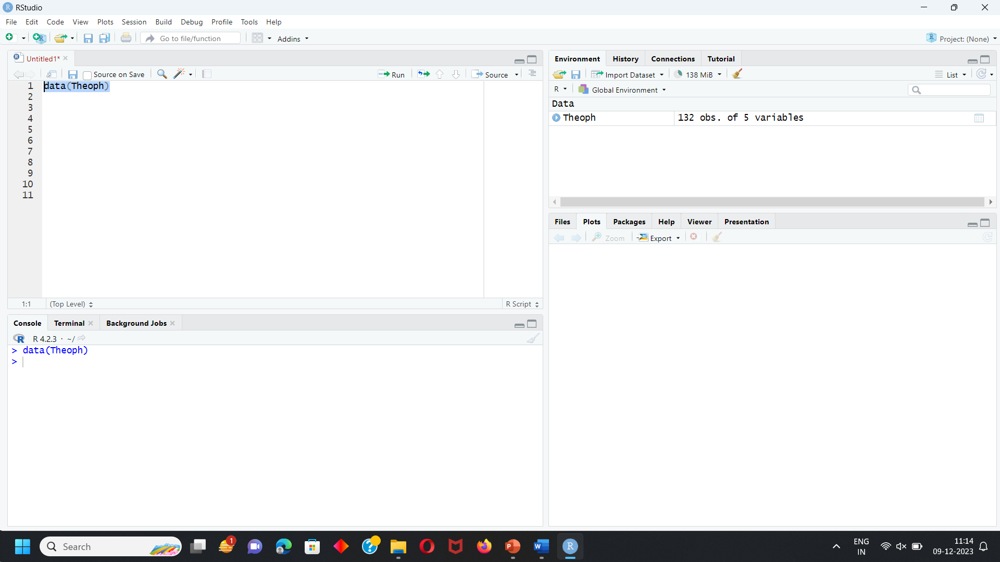 RStudio
File Edit Code View Plots Session Build Debug Profile Tools Help
Go to file/function Addins Project: (None)
Untitled1*
Source on Save Run Source
1 data(Theoph)
2
3
4
5
6
7
8
9
10
11
1:1 (Top Level) R Script
Console Terminal Background Jobs
R 4.2.3 · ~/
> data(Theoph)
>
Environment History Connections Tutorial
Import Dataset 138 MiB List
R Global Environment
Data
Theoph 132 obs. of 5 variables
Files Plots Packages Help Viewer Presentation
Zoom Export
Search 1 ENG 11:14
IN 09-12-2023